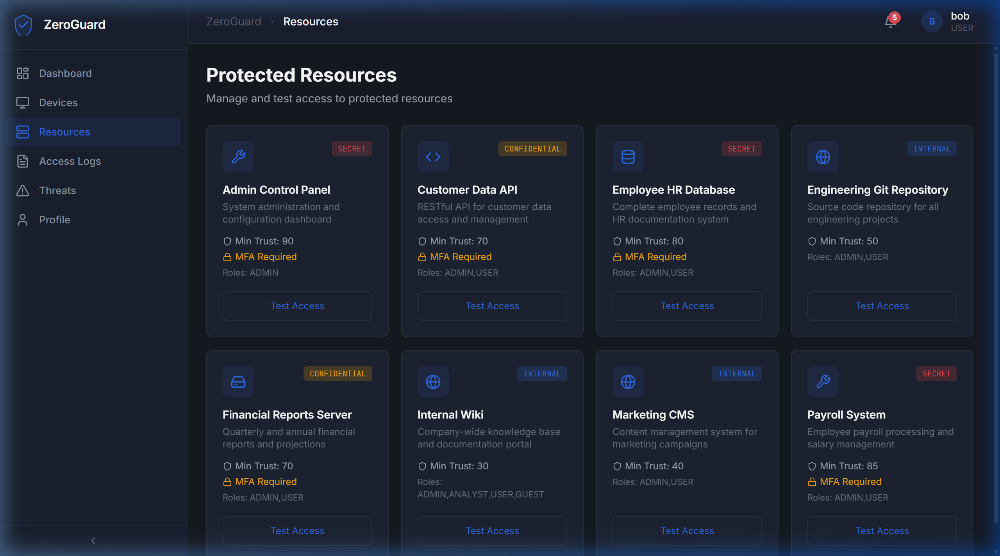 ZeroGuard
ZeroGuard > Resources
5
B
bob
USER
Dashboard
Devices
Resources
Access Logs
Threats
Profile
Protected Resources
Manage and test access to protected resources
SECRET
Admin Control Panel
System administration and
configuration dashboard
Min Trust: 90
MFA Required
Roles: ADMIN
Test Access
CONFIDENTIAL
Customer Data API
RESTful API for customer data
access and management
Min Trust: 70
MFA Required
Roles: ADMIN,USER
Test Access
SECRET
Employee HR Database
Complete employee records and
HR documentation system
Min Trust: 80
MFA Required
Roles: ADMIN,USER
Test Access
INTERNAL
Engineering Git Repository
Source code repository for all
engineering projects
Min Trust: 50
Roles: ADMIN,USER
Test Access
CONFIDENTIAL
Financial Reports Server
Quarterly and annual financial
reports and projections
Min Trust: 70
MFA Required
Roles: ADMIN,USER
Test Access
INTERNAL
Internal Wiki
Company-wide knowledge base
and documentation portal
Min Trust: 30
Roles:
ADMIN,ANALYST,USER,GUEST
Test Access
INTERNAL
Marketing CMS
Content management system for
marketing campaigns
Min Trust: 40
Roles: ADMIN,USER
Test Access
SECRET
Payroll System
Employee payroll processing and
salary management
Min Trust: 85
MFA Required
Roles: ADMIN,USER
Test Access